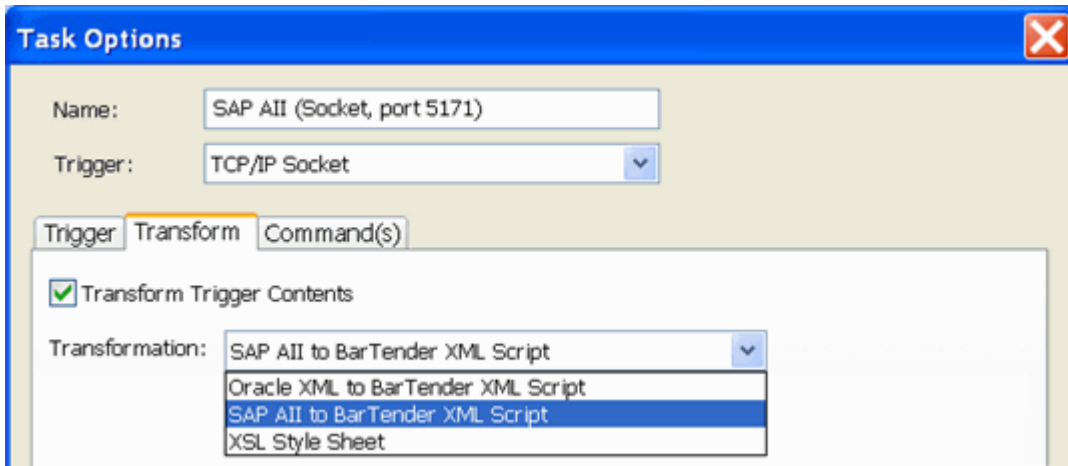 Task Options
Name: SAP AII (Socket, port 5171)
Trigger: TCP/IP Socket
Trigger Transform Command(s)
Transform Trigger Contents
Transformation: SAP AII to BarTender XML Script
Oracle XML to BarTender XML Script
SAP AII to BarTender XML Script
XSL Style Sheet